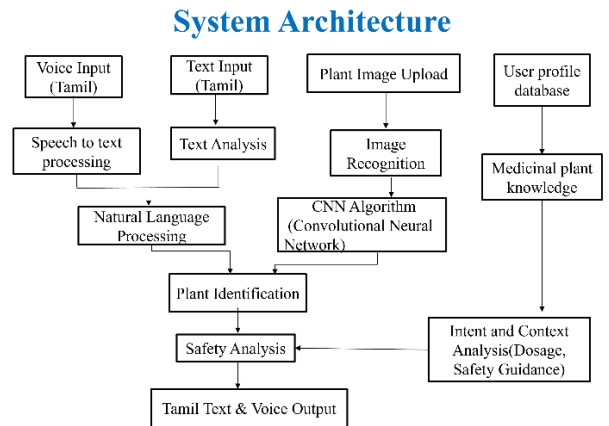 System Architecture
Voice Input
(Tamil)
Text Input
(Tamil)
Plant Image Upload
User profile
database
Speech to text
processing
Text Analysis
Image
Recognition
Medicinal plant
knowledge
Natural Language
Processing
CNN Algorithm
(Convolutional Neural
Network)
Plant Identification
Safety Analysis
Intent and Context
Analysis(Dosage,
Safety Guidance)
Tamil Text & Voice Output